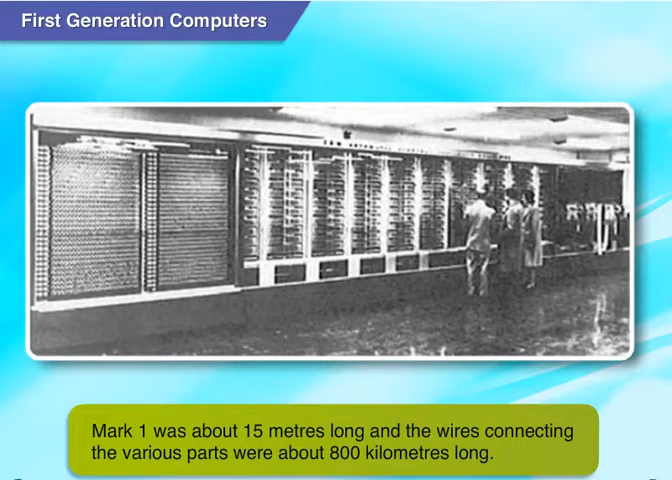 First Generation Computers
Mark 1 was about 15 metres long and the wires connecting
the various parts were about 800 kilometres long.